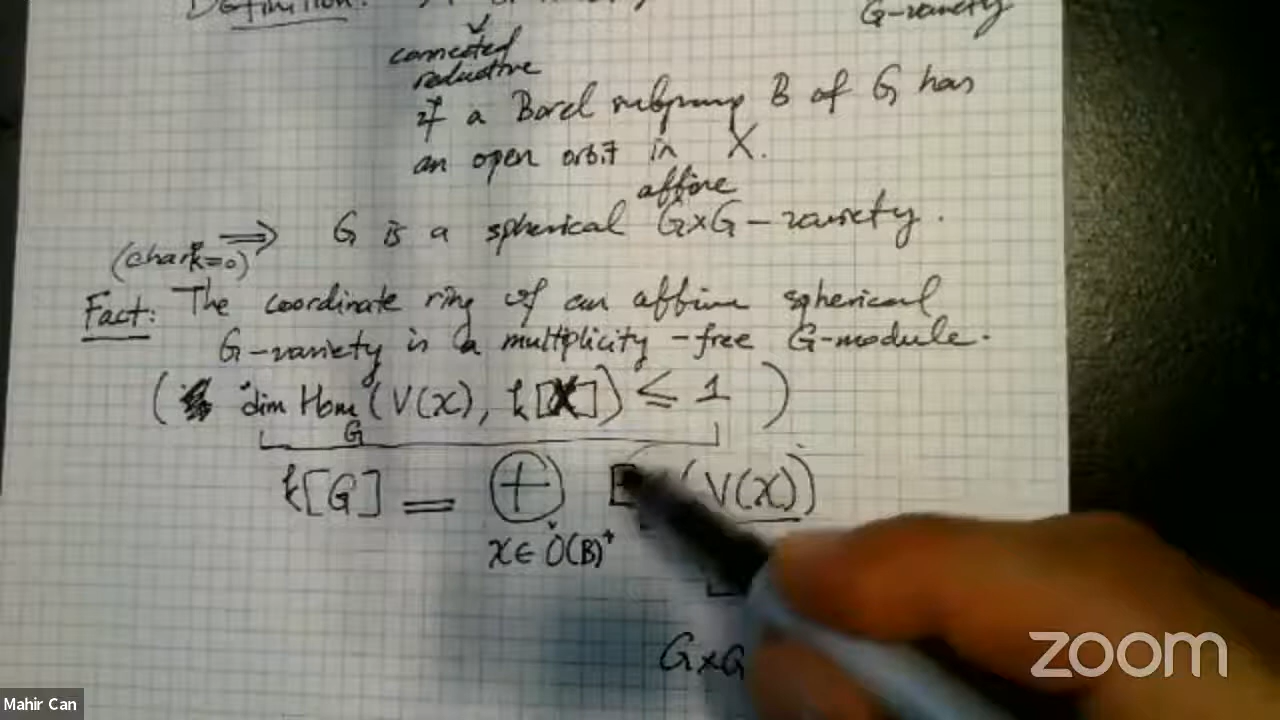 Definition:
G-variety
connected
reductive
if a Borel subgroup B of G has
an open orbit in X.
affine
(char k=0) ⟹ G is a spherical G×G-variety.
Fact: The coordinate ring of an affine spherical
G-variety is a multiplicity-free G-module.
( dim Hom_G (V(χ), k[X]) ≤ 1 )
k[G] = ⊕ (V(χ))
χ ∈ (B)⁺
G×G
zoom
Mahir Can